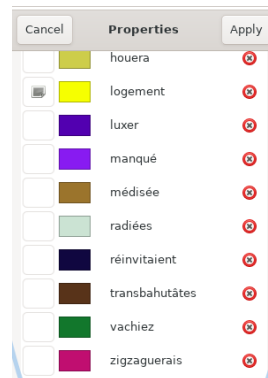 Cancel Properties Apply
houera
logement
luxer
manqué
médisée
radiées
réinvitaient
transbahutâtes
vachiez
zigzaguerais